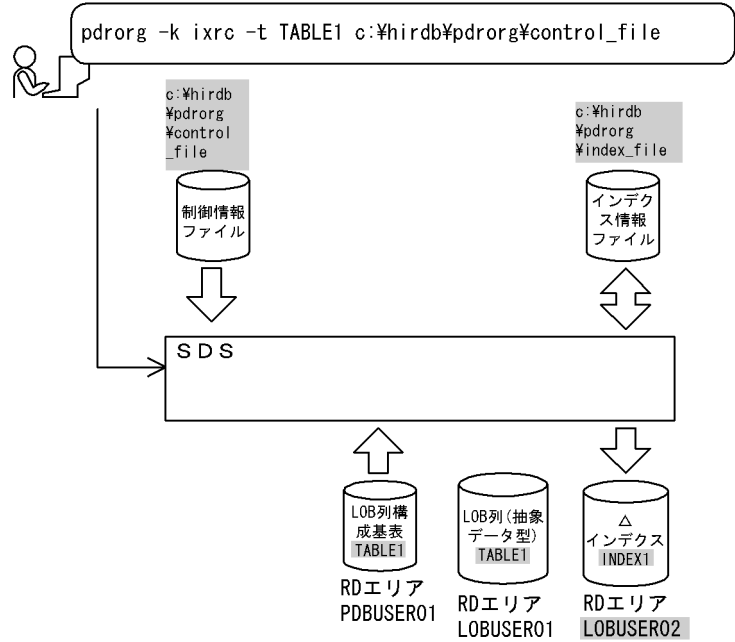 pdrorg -k ixrc -t TABLE1 c:¥hirdb¥pdrorg¥control_file
c:¥hirdb
¥pdrorg
¥control
_file
制御情報
ファイル
c:¥hirdb
¥pdrorg
¥index_file
インデク
ス情報
ファイル
SDS
LOB列構
成基表
TABLE1
RDエリア
PDBUSER01
LOB列(抽象
データ型)
TABLE1
RDエリア
LOBUSER01
△
インデクス
INDEX1
RDエリア
LOBUSER02